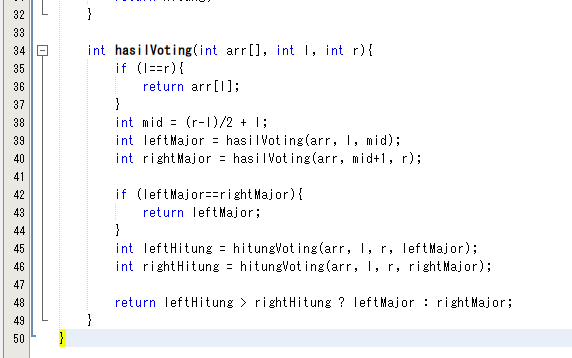 32 }
33
34 int hasilVoting(int arr[], int l, int r){
35 if (l==r){
36 return arr[l];
37 }
38 int mid = (r-l)/2 + l;
39 int leftMajor = hasilVoting(arr, l, mid);
40 int rightMajor = hasilVoting(arr, mid+1, r);
41
42 if (leftMajor==rightMajor){
43 return leftMajor;
44 }
45 int leftHitung = hitungVoting(arr, l, r, leftMajor);
46 int rightHitung = hitungVoting(arr, l, r, rightMajor);
47
48 return leftHitung > rightHitung ? leftMajor : rightMajor;
49 }
50 }